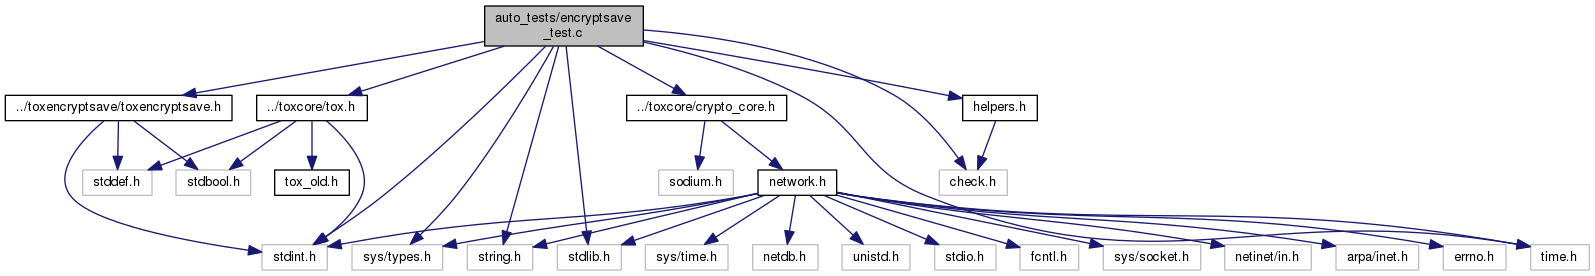 auto_tests/encryptsave
_test.c
../toxencryptsave/toxencryptsave.h
../toxcore/tox.h
../toxcore/crypto_core.h
helpers.h
stddef.h
stdbool.h
tox_old.h
sodium.h
network.h
check.h
stdint.h
sys/types.h
string.h
stdlib.h
sys/time.h
netdb.h
unistd.h
stdio.h
fcntl.h
sys/socket.h
netinet/in.h
arpa/inet.h
errno.h
time.h